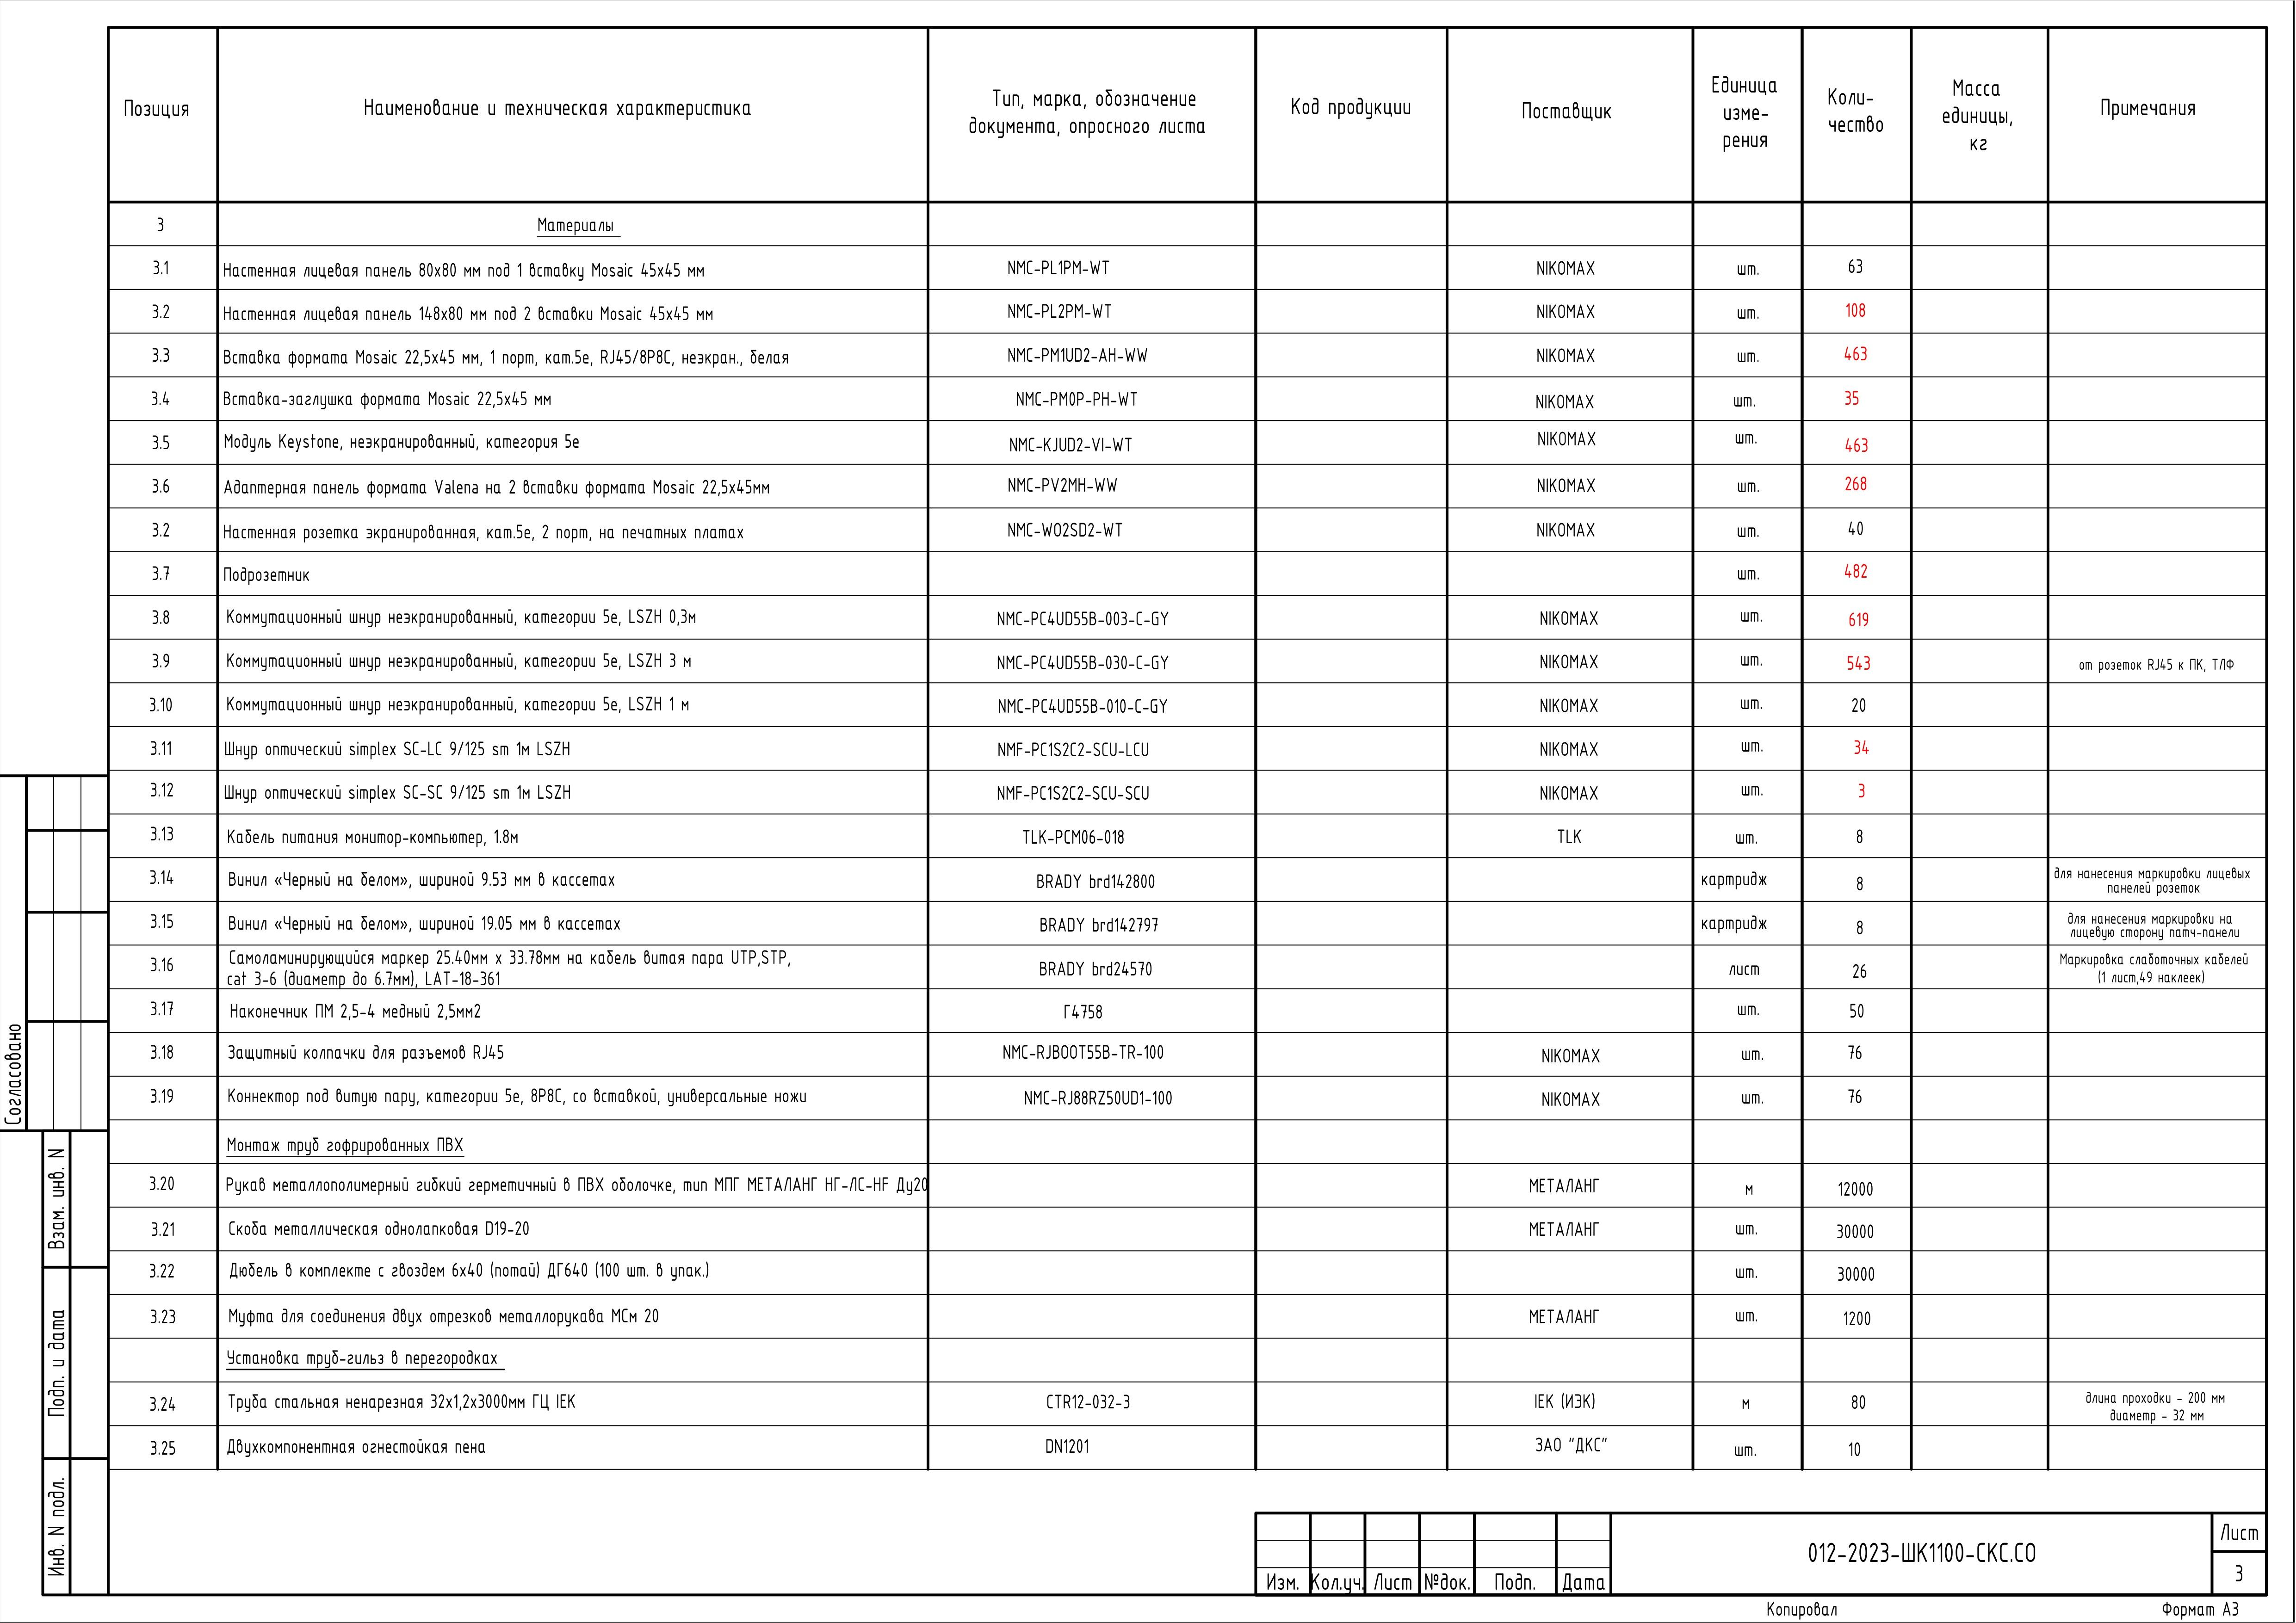 Позиция
Наименование и техническая характеристика
Тип, марка, обозначение
документа, опросного листа
Код продукции
Поставщик
Единица
изме-
рения
Коли-
чество
Масса
единицы,
кг
Примечания
3 Материалы
3.1 Настенная лицевая панель 80х80 мм под 1 вставку Mosaic 45х45 мм NMC-PL1PM-WT NIKOMAX шт. 63
3.2 Настенная лицевая панель 148х80 мм под 2 вставки Mosaic 45х45 мм NMC-PL2PM-WT NIKOMAX шт. 108
3.3 Вставка формата Mosaic 22,5х45 мм, 1 порт, кат.5е, RJ45/8P8C, неэкран., белая NMC-PM1UD2-AH-WW NIKOMAX шт. 463
3.4 Вставка-заглушка формата Mosaic 22,5х45 мм NMC-PM0P-PH-WT NIKOMAX шт. 35
3.5 Модуль Keystone, неэкранированный, категория 5е NMC-KJUD2-VI-WT NIKOMAX шт. 463
3.6 Адаптерная панель формата Valena на 2 вставки формата Mosaic 22,5х45мм NMC-PV2MH-WW NIKOMAX шт. 268
3.2 Настенная розетка экранированная, кат.5е, 2 порт, на печатных платах NMC-WO2SD2-WT NIKOMAX шт. 40
3.7 Подрозетник шт. 482
3.8 Коммутационный шнур неэкранированный, категории 5е, LSZH 0,3м NMC-PC4UD55B-003-C-GY NIKOMAX шт. 619
3.9 Коммутационный шнур неэкранированный, категории 5е, LSZH 3 м NMC-PC4UD55B-030-C-GY NIKOMAX шт. 543 от розеток RJ45 к ПК, ТЛФ
3.10 Коммутационный шнур неэкранированный, категории 5е, LSZH 1 м NMC-PC4UD55B-010-C-GY NIKOMAX шт. 20
3.11 Шнур оптический simplex SC-LC 9/125 sm 1м LSZH NMF-PC1S2C2-SCU-LCU NIKOMAX шт. 34
3.12 Шнур оптический simplex SC-SC 9/125 sm 1м LSZH NMF-PC1S2C2-SCU-SCU NIKOMAX шт. 3
3.13 Кабель питания монитор-компьютер, 1.8м TLK-PCM06-018 TLK шт. 8
3.14 Винил «Черный на белом», шириной 9.53 мм в кассетах BRADY brd142800 картридж 8 для нанесения маркировки лицевых
панелей розеток
3.15 Винил «Черный на белом», шириной 19.05 мм в кассетах BRADY brd142797 картридж 8 для нанесения маркировки на
лицевую сторону патч-панели
3.16 Самоламинирующийся маркер 25.40мм х 33.78мм на кабель витая пара UTP,STP,
cat 3-6 (диаметр до 6.7мм), LAT-18-361 BRADY brd24570 лист 26 Маркировка слаботочных кабелей
(1 лист,49 наклеек)
3.17 Наконечник ПМ 2,5-4 медный 2,5мм2 Г4758 шт. 50
3.18 Защитный колпачки для разъемов RJ45 NMC-RJBOOT55B-TR-100 NIKOMAX шт. 76
3.19 Коннектор под витую пару, категории 5е, 8P8C, со вставкой, универсальные ножи NMC-RJ88RZ50UD1-100 NIKOMAX шт. 76
Монтаж труб гофрированных ПВХ
3.20 Рукав металлополимерный гибкий герметичный в ПВХ оболочке, тип МПГ МЕТАЛАНГ НГ-ЛС-HF Ду20 МЕТАЛАНГ м 12000
3.21 Скоба металлическая однолапковая D19-20 МЕТАЛАНГ шт. 30000
3.22 Дюбель в комплекте с гвоздем 6х40 (потай) ДГ640 (100 шт. в упак.) шт. 30000
3.23 Муфта для соединения двух отрезков металлорукава МСм 20 МЕТАЛАНГ шт. 1200
Установка труб-гильз в перегородках
3.24 Труба стальная ненарезная 32х1,2х3000мм ГЦ IEK CTR12-032-3 IEK (ИЭК) м 80 длина проходки - 200 мм
диаметр - 32 мм
3.25 Двухкомпонентная огнестойкая пена DN1201 ЗАО "ДКС" шт. 10
Согласовано
Взам. инв. N
Подп. и дата
Инв. N подл.
Изм. Кол.уч. Лист №док. Подп. Дата
012-2023-ШК1100-СКС.СО
Лист
3
Копировал
Формат А3